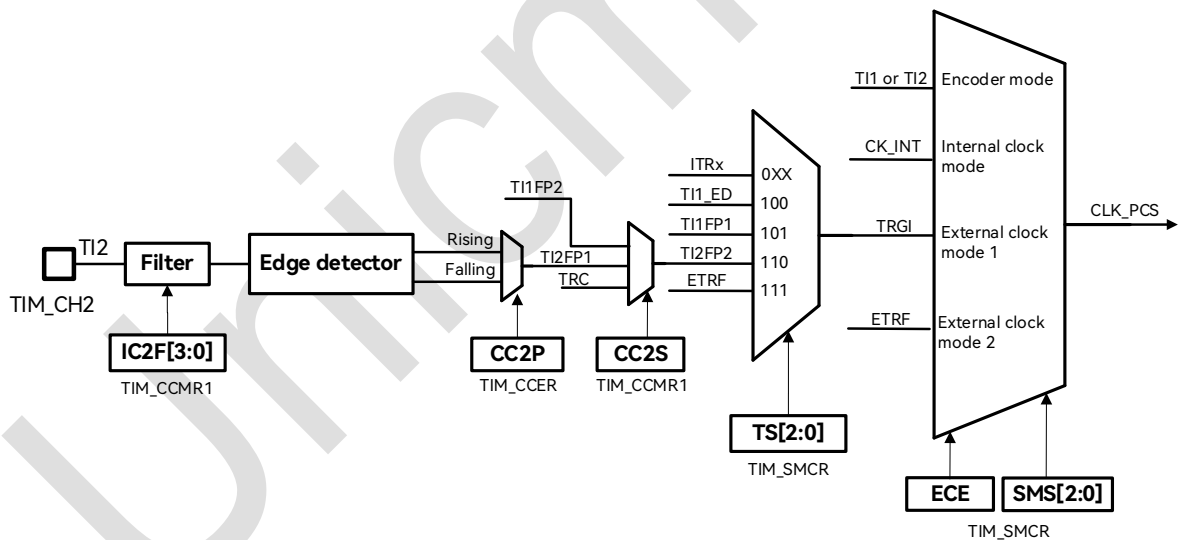 TI1 or TI2
Encoder mode
CK_INT
Internal clock
mode
ITRx
0XX
TI1FP2
TI1_ED
100
CLK_PCS
TI1FP1
101
TRGI
External clock
mode 1
TI2
Rising
Filter
Edge detector
TI2FP1
TI2FP2
110
Falling
TRC
ETRF
111
TIM_CH2
ETRF
External clock
mode 2
IC2F[3:0]
CC2P
CC2S
TIM_CCMR1
TIM_CCER
TIM_CCMR1
TS[2:0]
TIM_SMCR
ECE
SMS[2:0]
TIM_SMCR